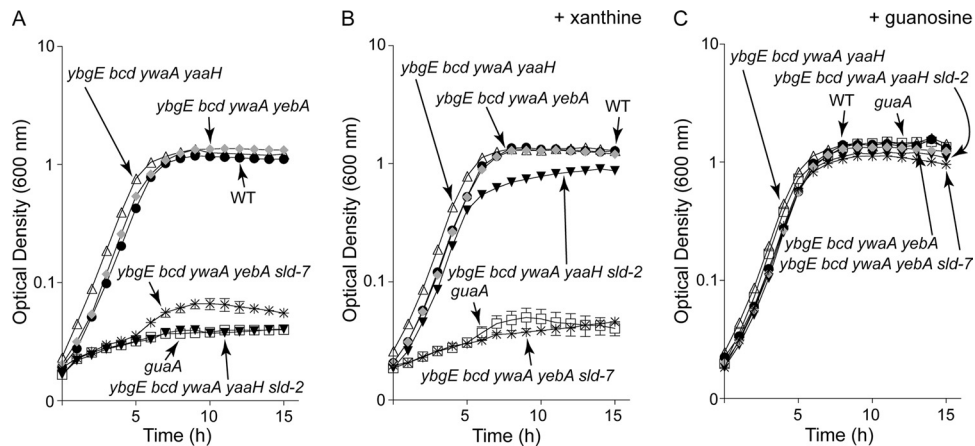 A
ybgE bcd ywaA yaaH
ybgE bcd ywaA yebA
WT
ybgE bcd ywaA yebA sld-7
guaA
ybgE bcd ywaA yaaH sld-2
Optical Density (600 nm)
10
1
0.1
0
0 5 10 15
Time (h)
B
+ xanthine
ybgE bcd ywaA yaaH
ybgE bcd ywaA yebA
WT
ybgE bcd ywaA yaaH sld-2
guaA
ybgE bcd ywaA yebA sld-7
Optical Density (600 nm)
10
1
0.1
0
0 5 10 15
Time (h)
C
+ guanosine
ybgE bcd ywaA yaaH
ybgE bcd ywaA yaaH sld-2
WT
guaA
ybgE bcd ywaA yebA
ybgE bcd ywaA yebA sld-7
Optical Density (600 nm)
10
1
0.1
0
0 5 10 15
Time (h)